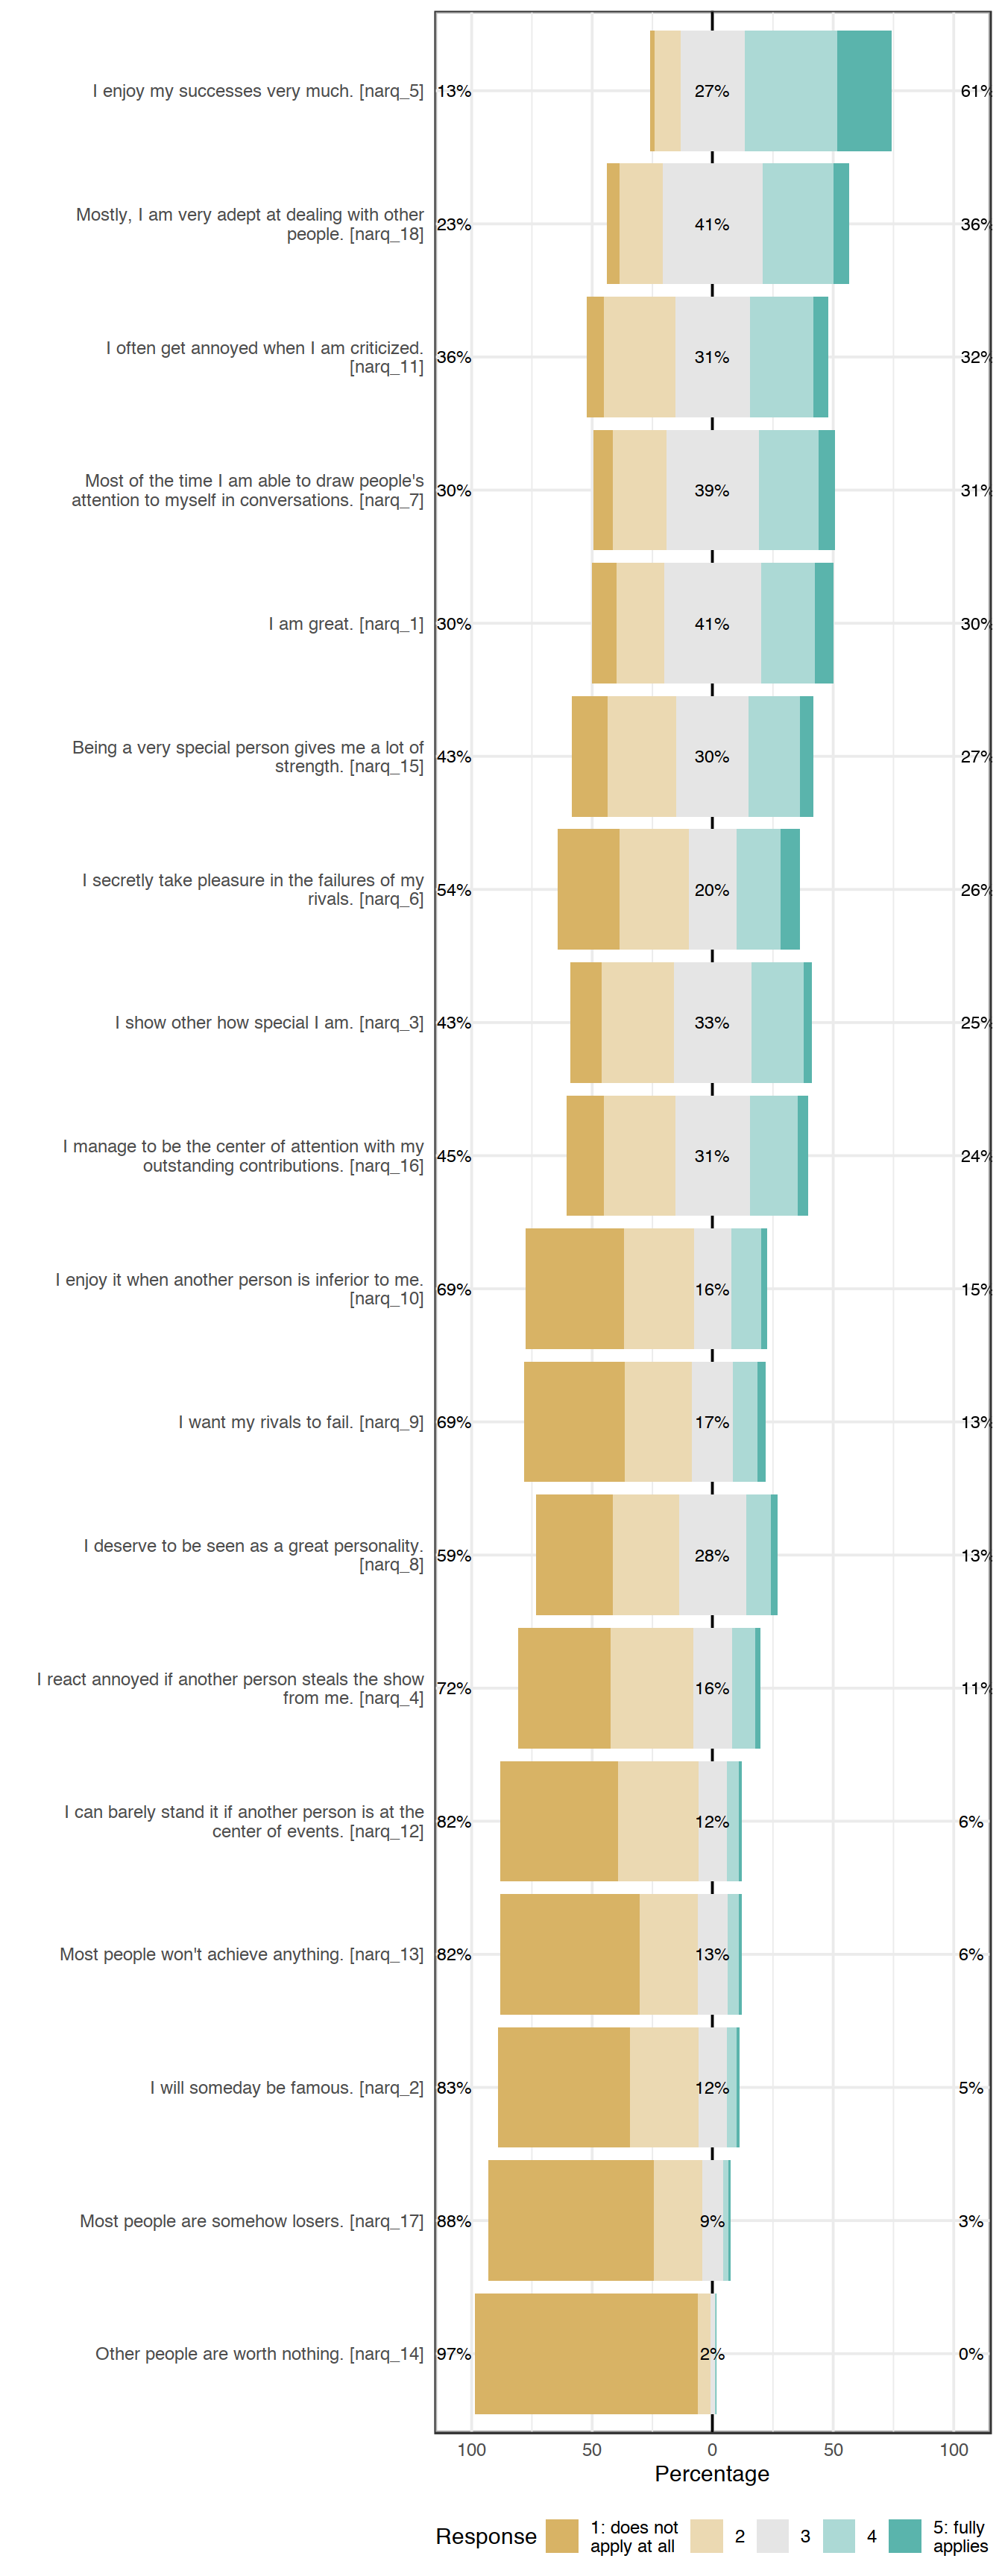 I enjoy my successes very much. [narq_5] 13% 27% 61%
Mostly, I am very adept at dealing with other
people. [narq_18] 23% 41% 36%
I often get annoyed when I am criticized.
[narq_11] 36% 31% 32%
Most of the time I am able to draw people's
attention to myself in conversations. [narq_7] 30% 39% 31%
I am great. [narq_1] 30% 41% 30%
Being a very special person gives me a lot of
strength. [narq_15] 43% 30% 27%
I secretly take pleasure in the failures of my
rivals. [narq_6] 54% 20% 26%
I show other how special I am. [narq_3] 43% 33% 25%
I manage to be the center of attention with my
outstanding contributions. [narq_16] 45% 31% 24%
I enjoy it when another person is inferior to me.
[narq_10] 69% 16% 15%
I want my rivals to fail. [narq_9] 69% 17% 13%
I deserve to be seen as a great personality.
[narq_8] 59% 28% 13%
I react annoyed if another person steals the show
from me. [narq_4] 72% 16% 11%
I can barely stand it if another person is at the
center of events. [narq_12] 82% 12% 6%
Most people won't achieve anything. [narq_13] 82% 13% 6%
I will someday be famous. [narq_2] 83% 12% 5%
Most people are somehow losers. [narq_17] 88% 9% 3%
Other people are worth nothing. [narq_14] 97% 2% 0%
100 50 0 50 100
Percentage
Response 1: does not
apply at all 2 3 4 5: fully
applies